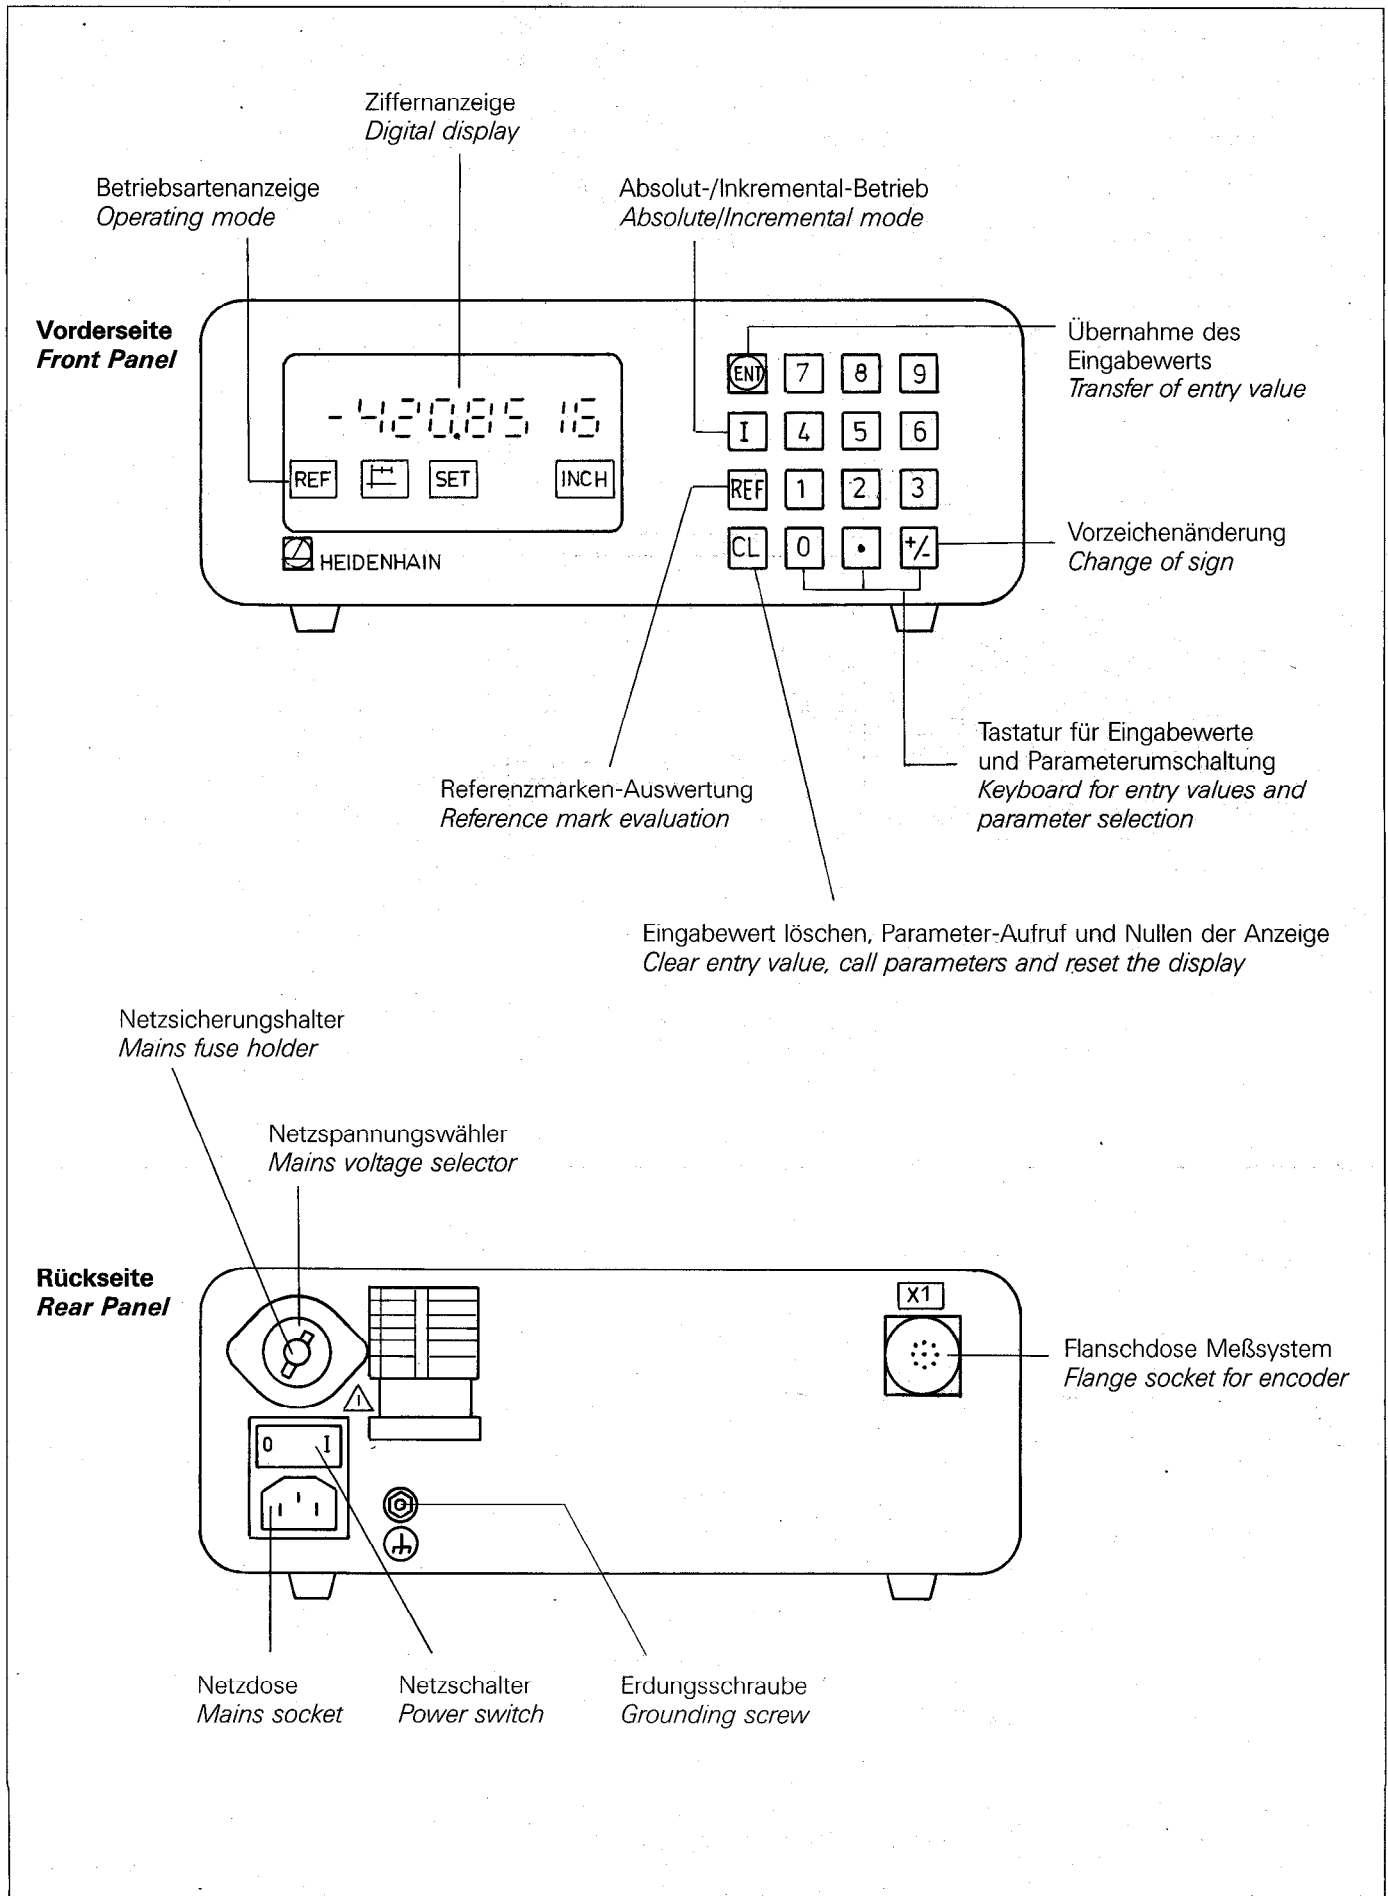 Ziffernanzeige
Digital display
Betriebsartenanzeige
Operating mode
Absolut-/Inkremental-Betrieb
Absolute/Incremental mode
Vorderseite
Front Panel
Übernahme des
Eingabewerts
Transfer of entry value
-420.8516
REF SET INCH
HEIDENHAIN
ENT 7 8 9
I 4 5 6
REF 1 2 3
CL 0 • +/-
Vorzeichenänderung
Change of sign
Tastatur für Eingabewerte
und Parameterumschaltung
Keyboard for entry values and
parameter selection
Referenzmarken-Auswertung
Reference mark evaluation
Eingabewert löschen, Parameter-Aufruf und Nullen der Anzeige
Clear entry value, call parameters and reset the display
Netzsicherungshalter
Mains fuse holder
Netzspannungswähler
Mains voltage selector
Rückseite
Rear Panel
X1
Flanschdose Meßsystem
Flange socket for encoder
0 I
Netzdose
Mains socket
Netzschalter
Power switch
Erdungsschraube
Grounding screw